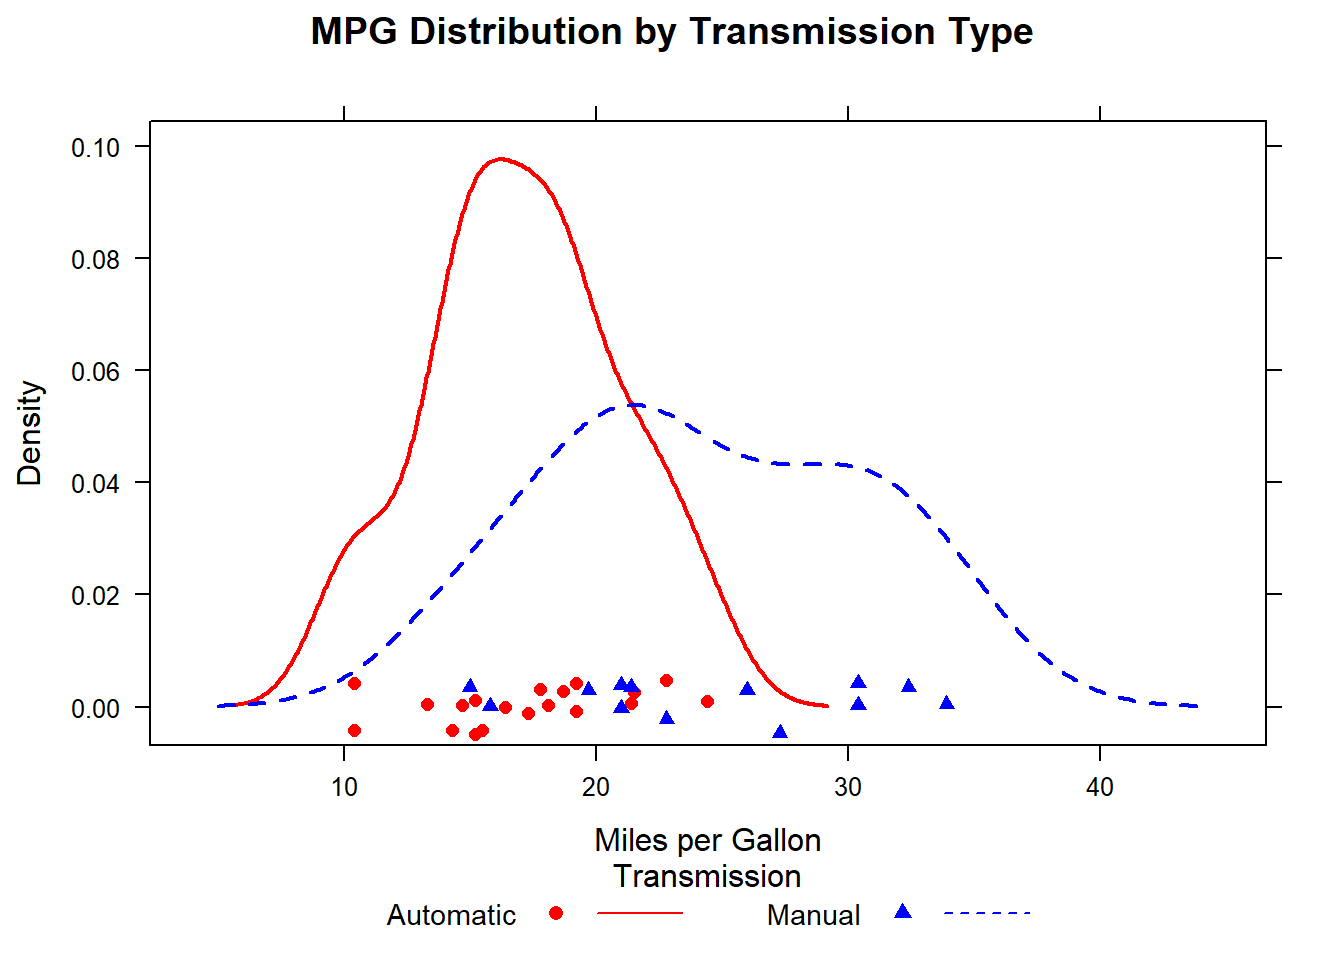 MPG Distribution by Transmission Type
0.10
0.08
0.06
0.04
0.02
0.00
Density
10 20 30 40
Miles per Gallon
Transmission
Automatic Manual